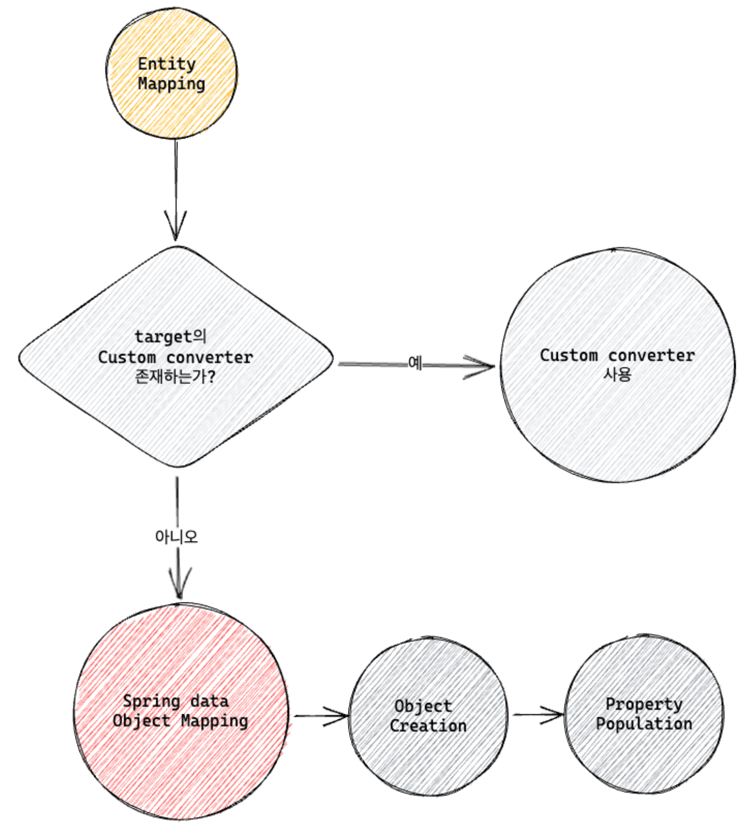 Entity
Mapping
target의
Custom converter
존재하는가?
예
Custom converter
사용
아니오
Spring data
Object Mapping
Object
Creation
Property
Population